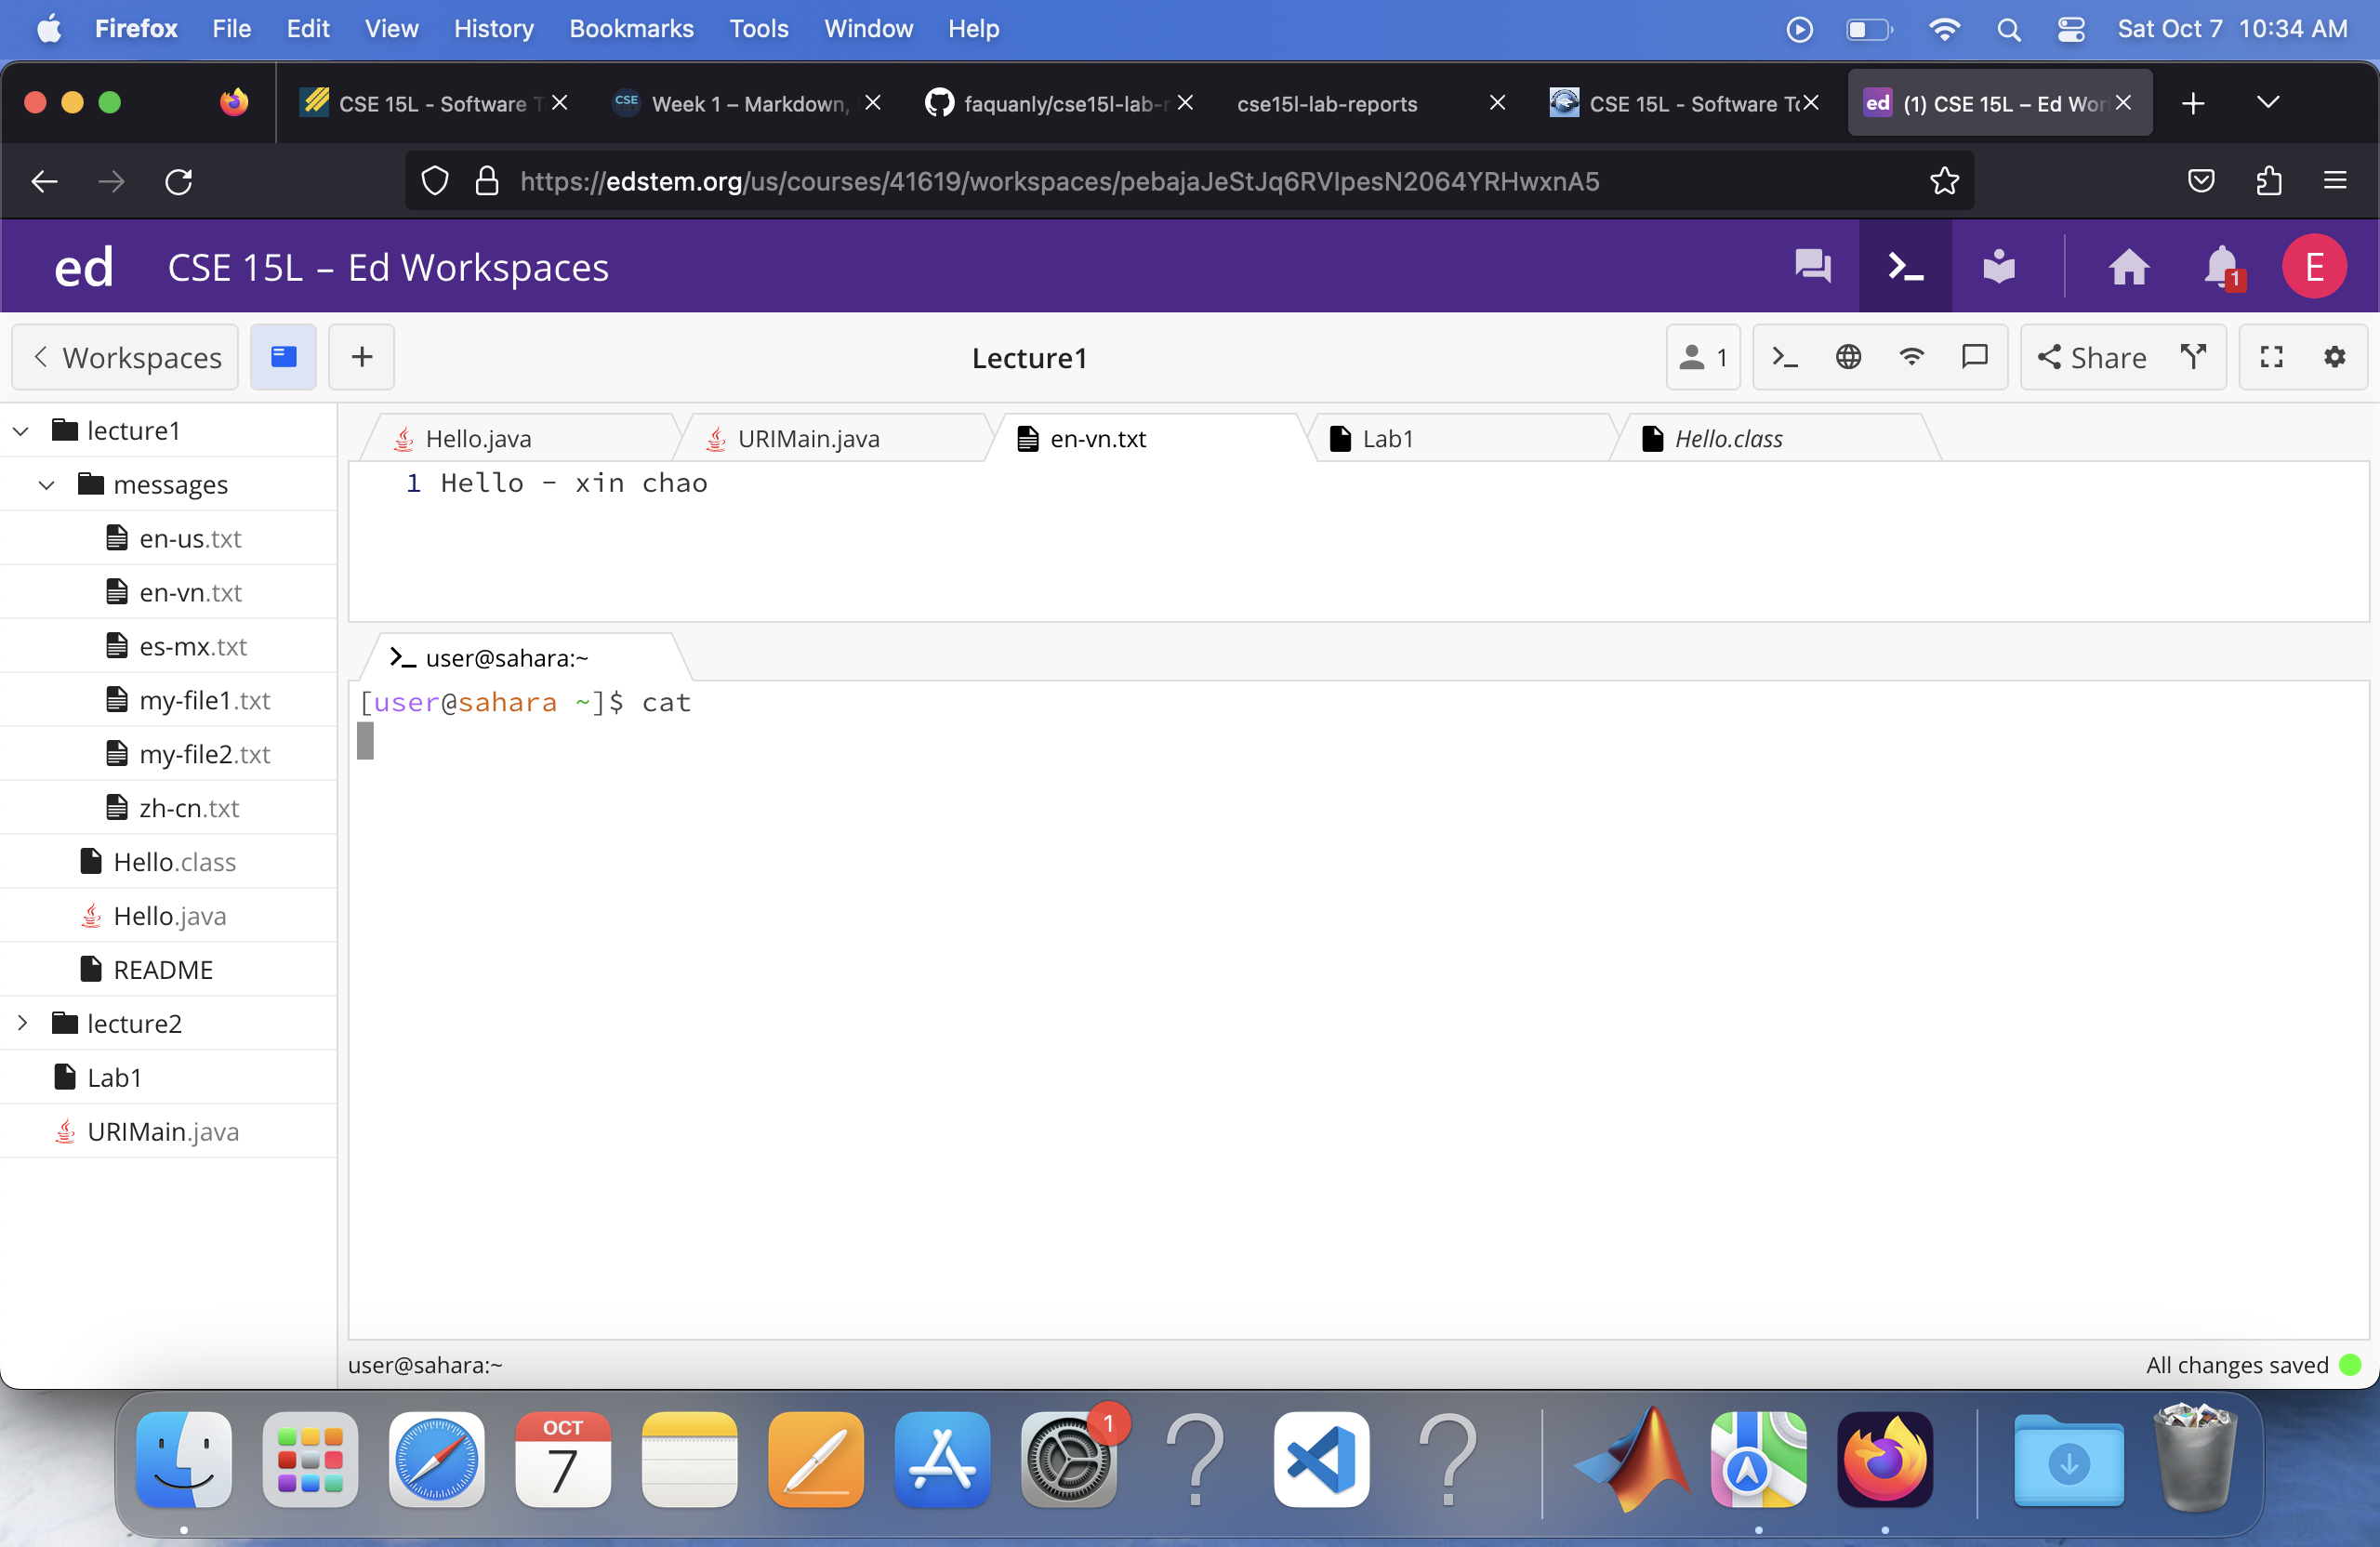 Firefox File Edit View History Bookmarks Tools Window Help Sat Oct 7 10:34 AM
CSE 15L - Software T
CSE Week 1 – Markdown,
faquanly/cse15l-lab-r
cse15l-lab-reports
CSE 15L - Software To
ed (1) CSE 15L – Ed Wor
https://edstem.org/us/courses/41619/workspaces/pebajaJeStJq6RVIpesN2064YRHwxnA5
ed CSE 15L – Ed Workspaces 1 E
Workspaces Lecture1 1 Share
lecture1
messages
en-us.txt
en-vn.txt
es-mx.txt
my-file1.txt
my-file2.txt
zh-cn.txt
Hello.class
Hello.java
README
lecture2
Lab1
URIMain.java
Hello.java URIMain.java en-vn.txt Lab1 Hello.class
1 Hello - xin chao
user@sahara:~
[user@sahara ~]$ cat
user@sahara:~ All changes saved
OCT
7
1